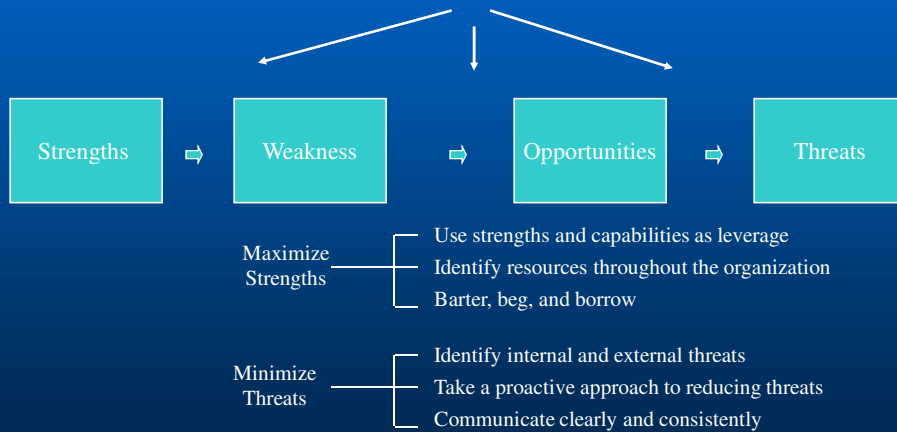 Strengths
Weakness
Opportunities
Threats
Maximize
Strengths
Use strengths and capabilities as leverage
Identify resources throughout the organization
Barter, beg, and borrow
Minimize
Threats
Identify internal and external threats
Take a proactive approach to reducing threats
Communicate clearly and consistently